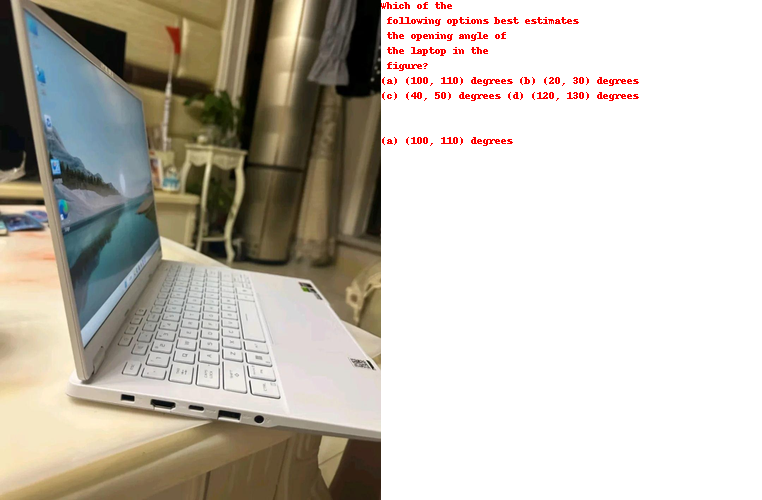 Which of the
following options best estimates
the opening angle of
the laptop in the
figure?
(a) (100, 110) degrees (b) (20, 30) degrees
(c) (40, 50) degrees (d) (120, 130) degrees
(a) (100, 110) degrees